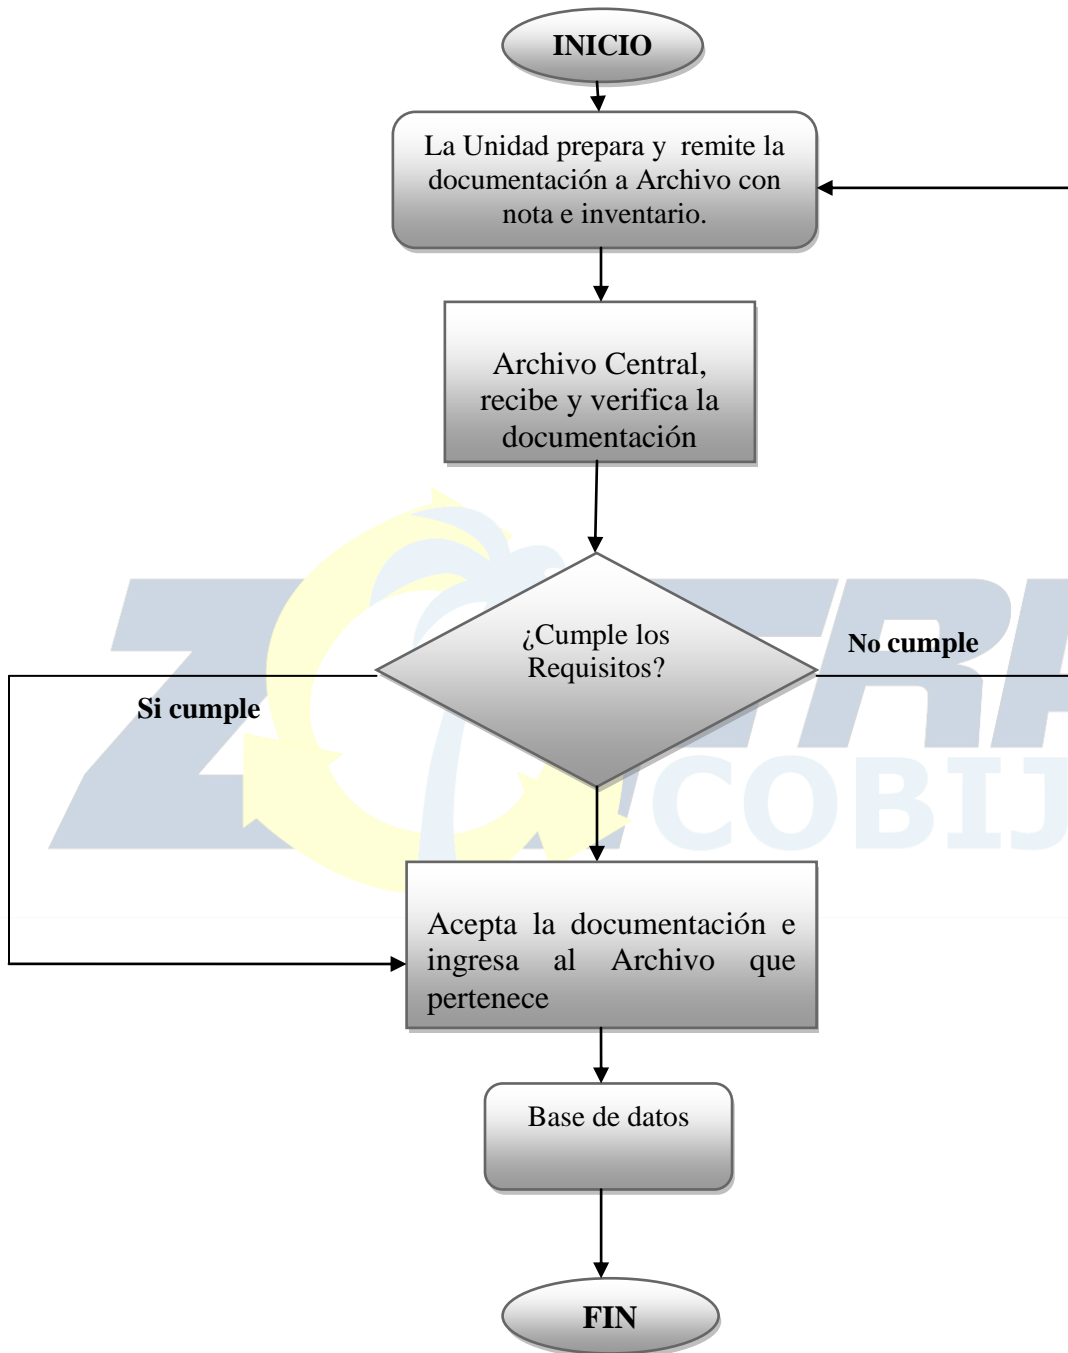 INICIO
La Unidad prepara y remite la
documentación a Archivo con
nota e inventario.
Archivo Central,
recibe y verifica la
documentación
¿Cumple los
Requisitos?
No cumple
Si cumple
COBIJ
Acepta la documentación e
ingresa al Archivo que
pertenece
Base de datos
FIN